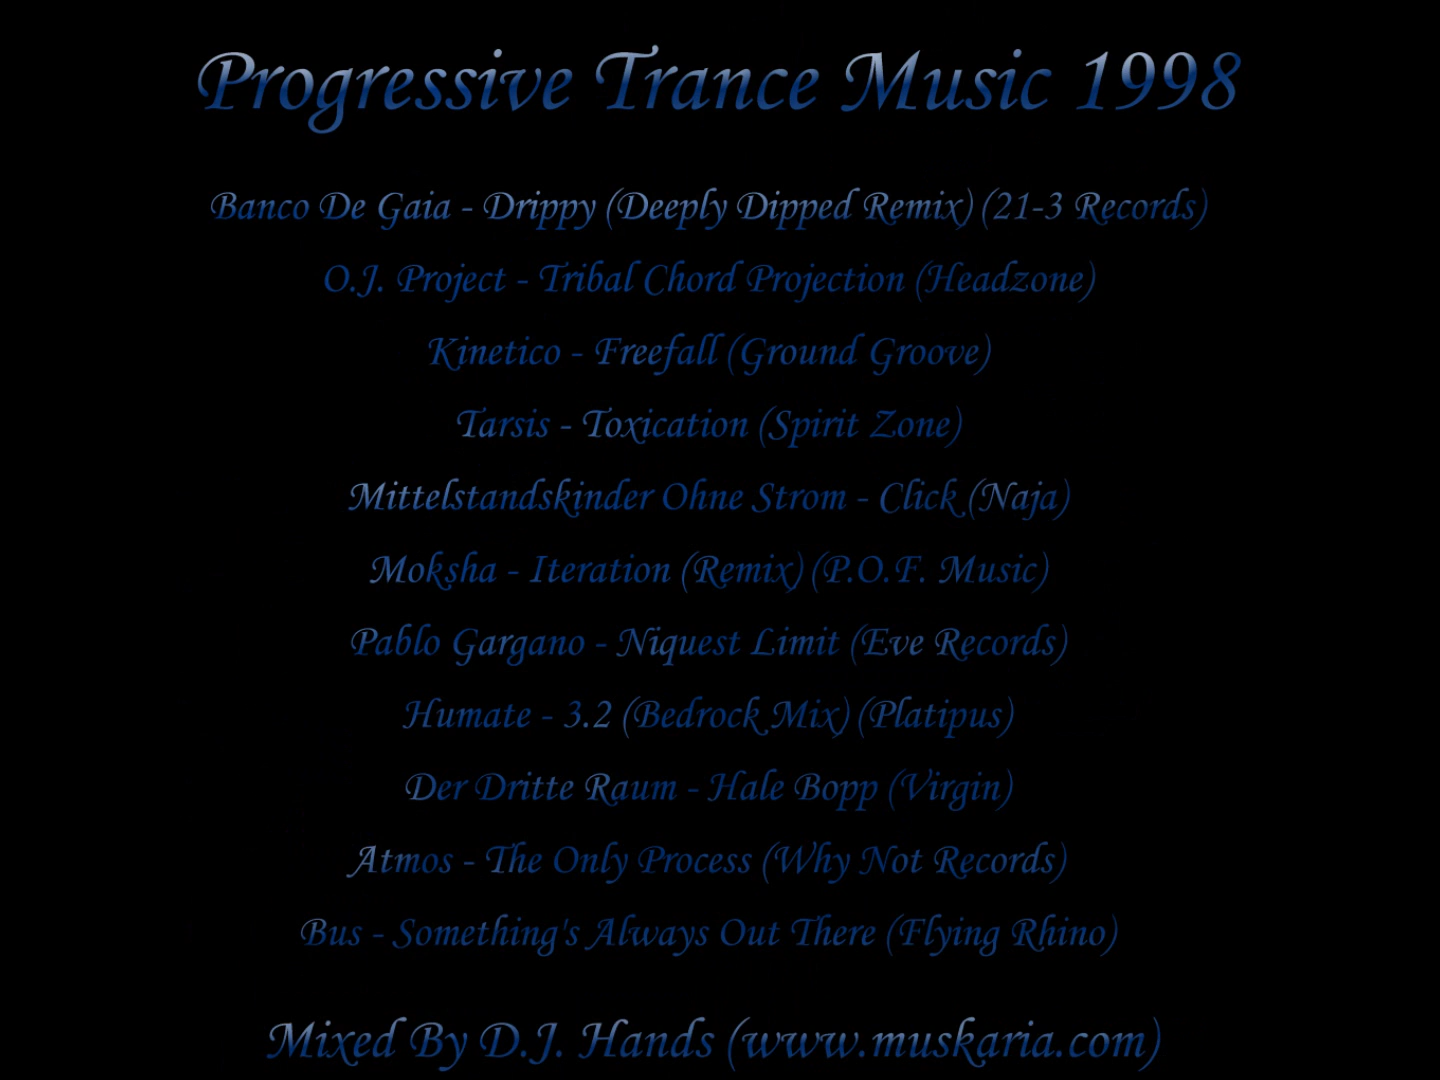 Progressive Trance Music 1998
Banco De Gaia - Drippy (Deeply Dipped Remix) (21-3 Records)
O.J. Project - Tribal Chord Projection (Headzone)
Kinetico - Freefall (Ground Groove)
Tarsis - Toxication (Spirit Zone)
Mittelstandskinder Ohne Strom - Click (Naja)
Moksha - Iteration (Remix) (P.O.F. Music)
Pablo Gargano - Niquest Limit (Eve Records)
Humate - 3.2 (Bedrock Mix) (Platipus)
Der Dritte Raum - Hale Bopp (Virgin)
Atmos - The Only Process (Why Not Records)
Bus - Something's Always Out There (Flying Rhino)
Mixed By D.J. Hands (www.muskaria.com)